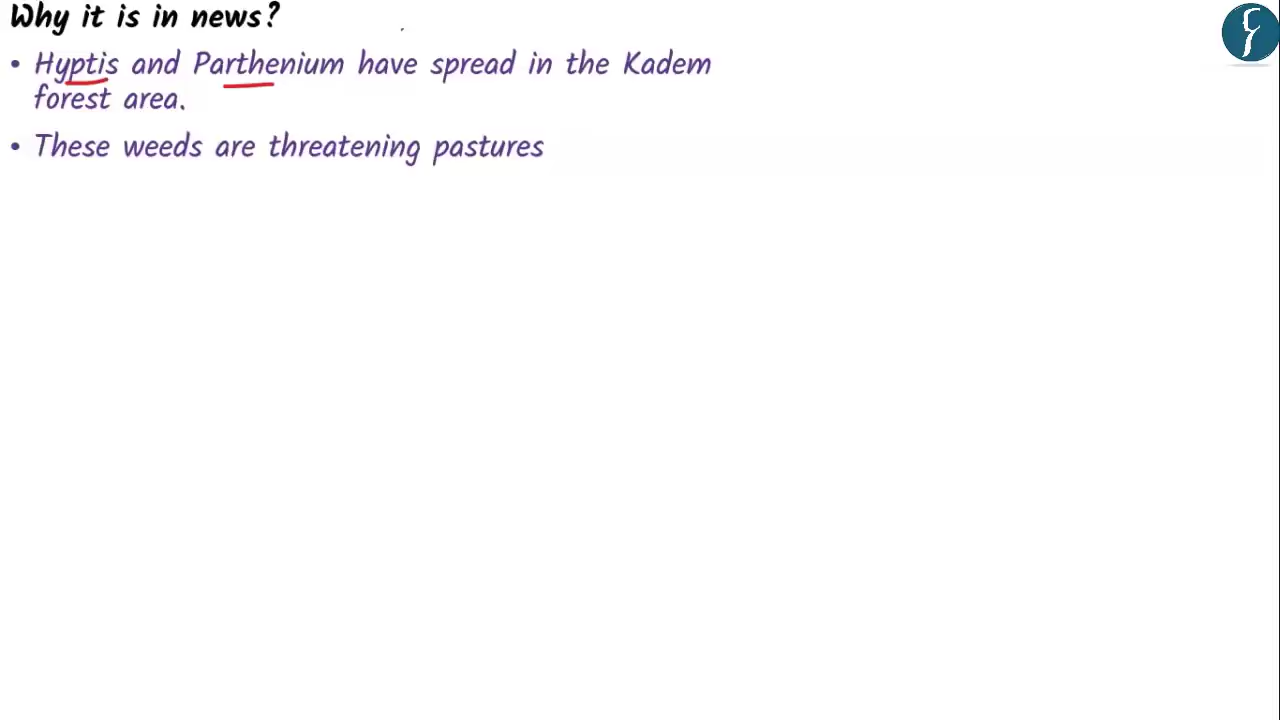 Why it is in news?
• Hyptis and Parthenium have spread in the Kadem
forest area.
• These weeds are threatening pastures